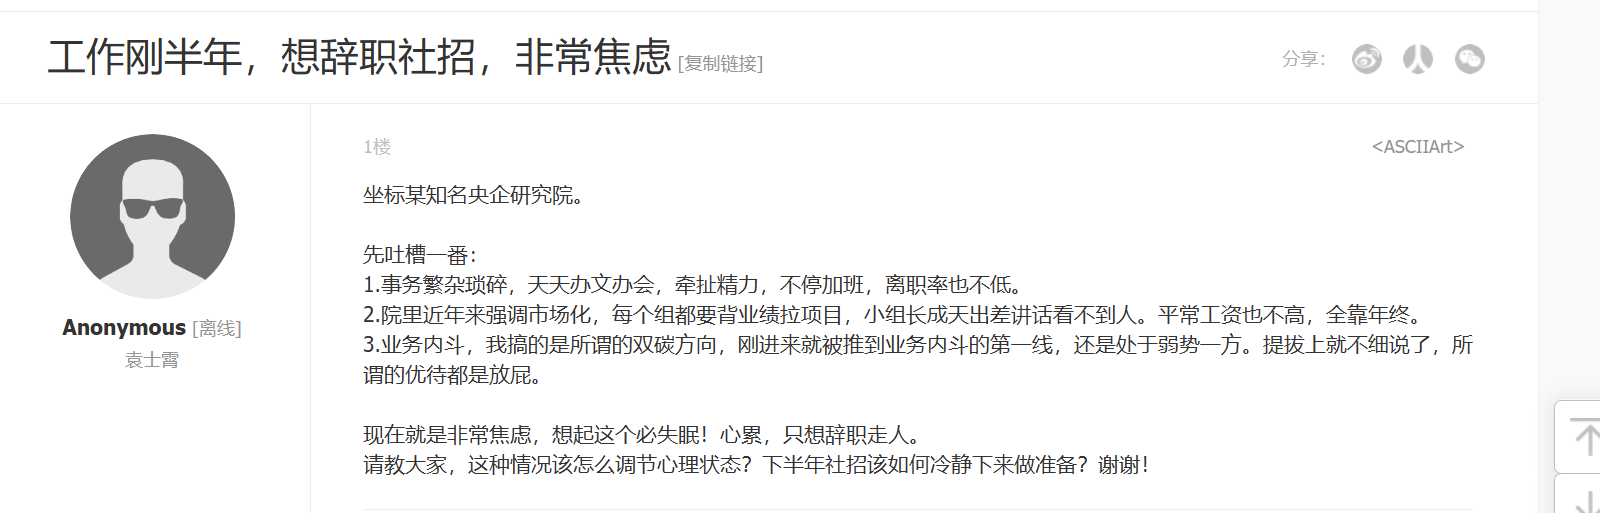 工作刚半年，想辞职社招，非常焦虑 [复制链接]
分享：
1楼
<ASCIIArt>
坐标某知名央企研究院。
先吐槽一番：
1.事务繁杂琐碎，天天办文办会，牵扯精力，不停加班，离职率也不低。
2.院里近年来强调市场化，每个组都要背业绩拉项目，小组长成天出差讲话看不到人。平常工资也不高，全靠年终。
3.业务内斗，我搞的是所谓的双碳方向，刚进来就被推到业务内斗的第一线，还是处于弱势一方。提拔上就不细说了，所
谓的优待都是放屁。
现在就是非常焦虑，想起这个必失眠！心累，只想辞职走人。
请教大家，这种情况该怎么调节心理状态？下半年社招该如何冷静下来做准备？谢谢！
Anonymous [离线]
袁士霄